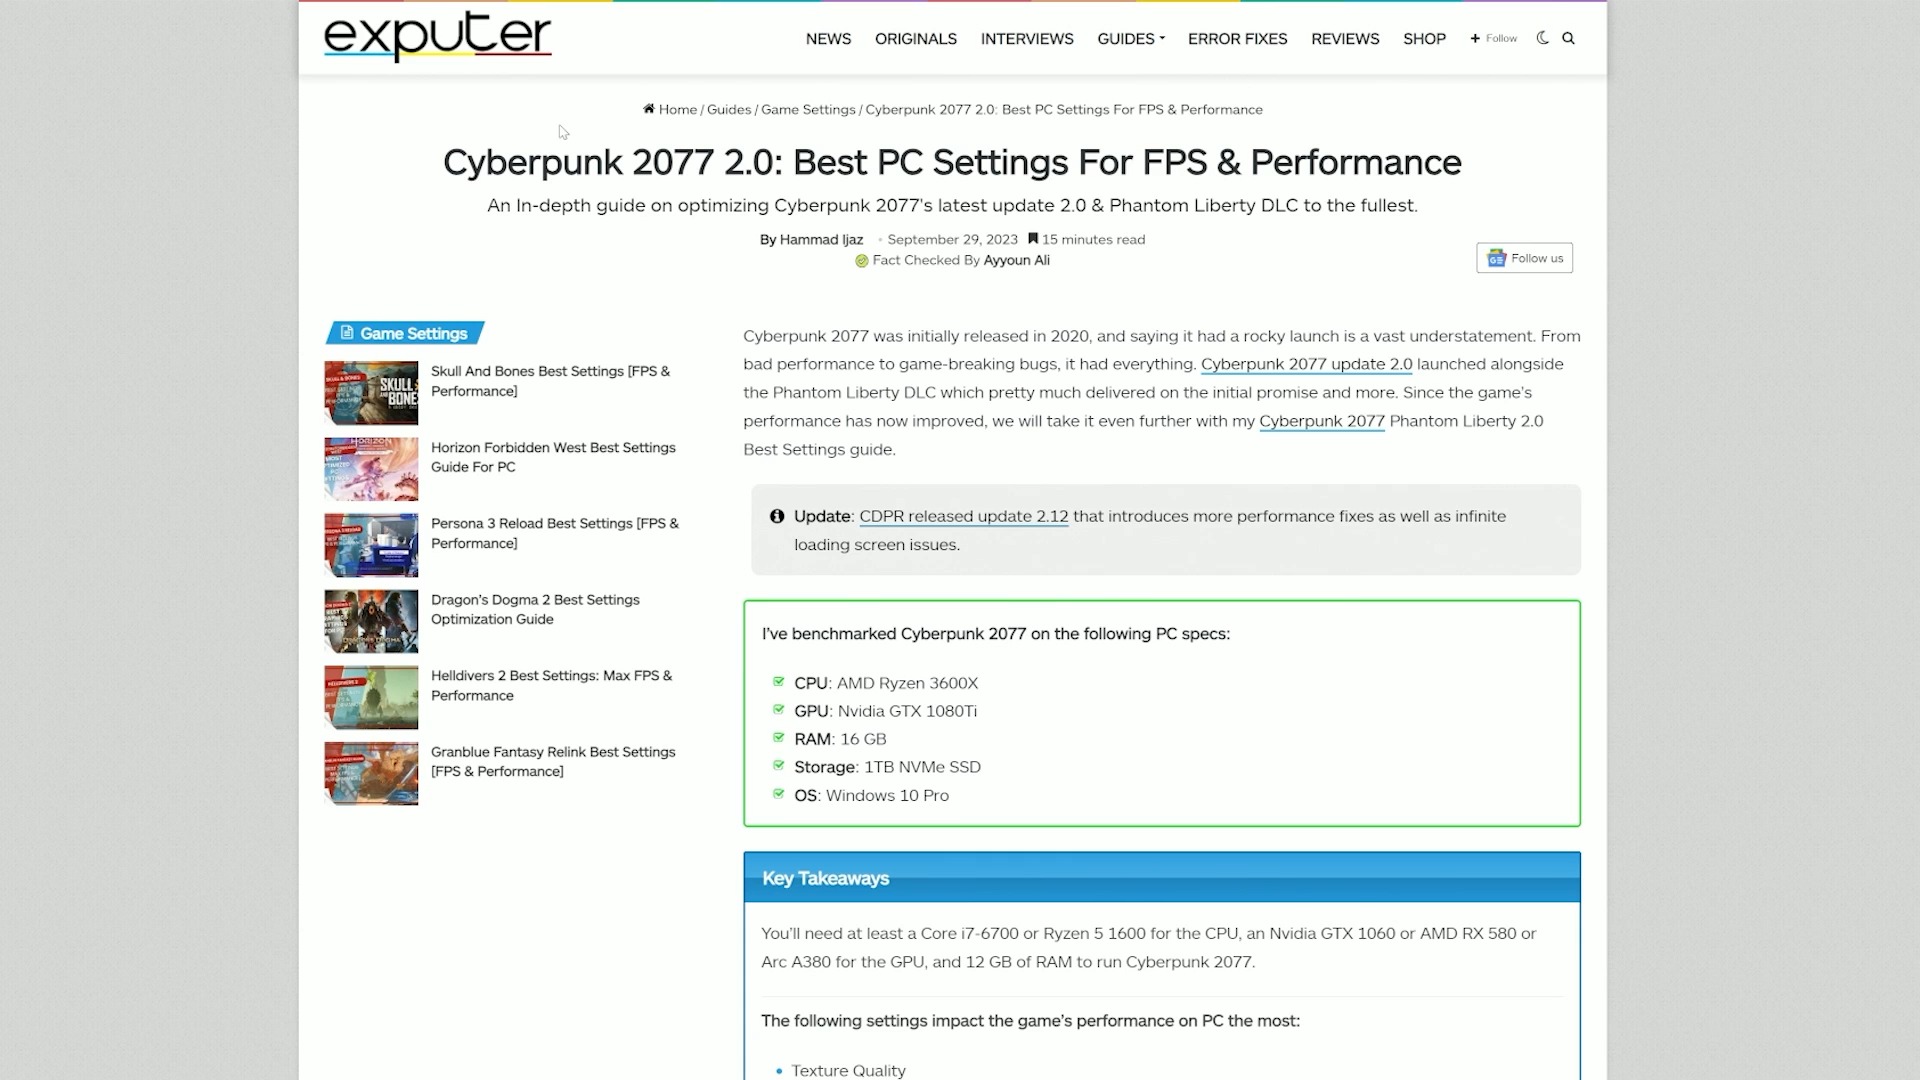 exputer
NEWS ORIGINALS INTERVIEWS GUIDES ERROR FIXES REVIEWS SHOP + Follow
Home / Guides / Game Settings / Cyberpunk 2077 2.0: Best PC Settings For FPS & Performance
Cyberpunk 2077 2.0: Best PC Settings For FPS & Performance
An In-depth guide on optimizing Cyberpunk 2077's latest update 2.0 & Phantom Liberty DLC to the fullest.
By Hammad Ijaz • September 29, 2023 15 minutes read
Fact Checked By Ayyoun Ali
Follow us
Game Settings
Skull And Bones Best Settings [FPS &
Performance]
Horizon Forbidden West Best Settings
Guide For PC
Persona 3 Reload Best Settings [FPS &
Performance]
Dragon's Dogma 2 Best Settings
Optimization Guide
Helldivers 2 Best Settings: Max FPS &
Performance
Granblue Fantasy Relink Best Settings
[FPS & Performance]
Cyberpunk 2077 was initially released in 2020, and saying it had a rocky launch is a vast understatement. From
bad performance to game-breaking bugs, it had everything. Cyberpunk 2077 update 2.0 launched alongside
the Phantom Liberty DLC which pretty much delivered on the initial promise and more. Since the game's
performance has now improved, we will take it even further with my Cyberpunk 2077 Phantom Liberty 2.0
Best Settings guide.
Update: CDPR released update 2.12 that introduces more performance fixes as well as infinite
loading screen issues.
I've benchmarked Cyberpunk 2077 on the following PC specs:
CPU: AMD Ryzen 3600X
GPU: Nvidia GTX 1080Ti
RAM: 16 GB
Storage: 1TB NVMe SSD
OS: Windows 10 Pro
Key Takeaways
You'll need at least a Core i7-6700 or Ryzen 5 1600 for the CPU, an Nvidia GTX 1060 or AMD RX 580 or
Arc A380 for the GPU, and 12 GB of RAM to run Cyberpunk 2077.
The following settings impact the game's performance on PC the most:
• Texture Quality